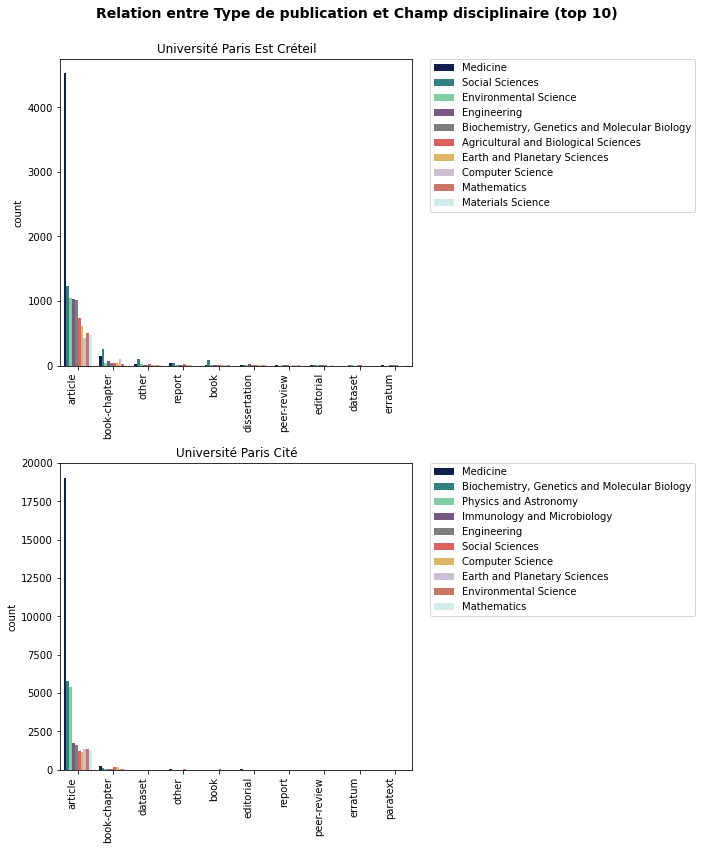 Relation entre Type de publication et Champ disciplinaire (top 10)
Université Paris Est Créteil
count
4000
3000
2000
1000
0
article
book-chapter
other
report
book
dissertation
peer-review
editorial
dataset
erratum
Medicine
Social Sciences
Environmental Science
Engineering
Biochemistry, Genetics and Molecular Biology
Agricultural and Biological Sciences
Earth and Planetary Sciences
Computer Science
Mathematics
Materials Science
Université Paris Cité
count
20000
17500
15000
12500
10000
7500
5000
2500
0
article
book-chapter
dataset
other
book
editorial
report
peer-review
erratum
paratext
Medicine
Biochemistry, Genetics and Molecular Biology
Physics and Astronomy
Immunology and Microbiology
Engineering
Social Sciences
Computer Science
Earth and Planetary Sciences
Environmental Science
Mathematics